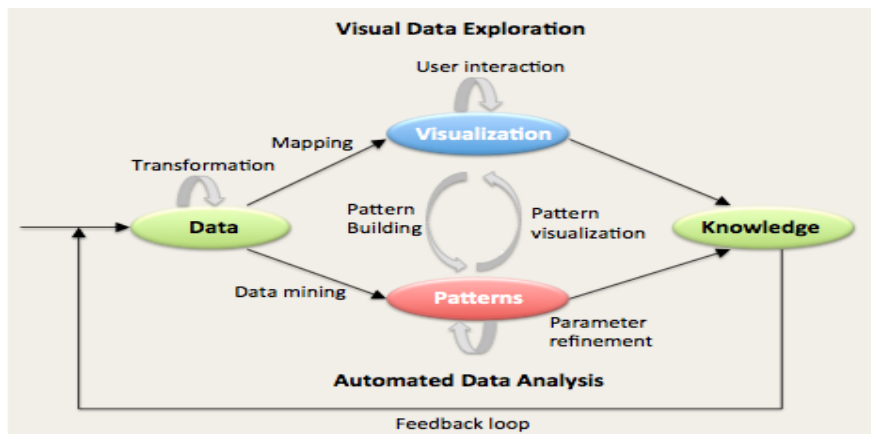 Visual Data Exploration
User interaction
Visualization
Mapping
Transformation
Data
Pattern
Building
Pattern
visualization
Knowledge
Data mining
Patterns
Parameter
refinement
Automated Data Analysis
Feedback loop